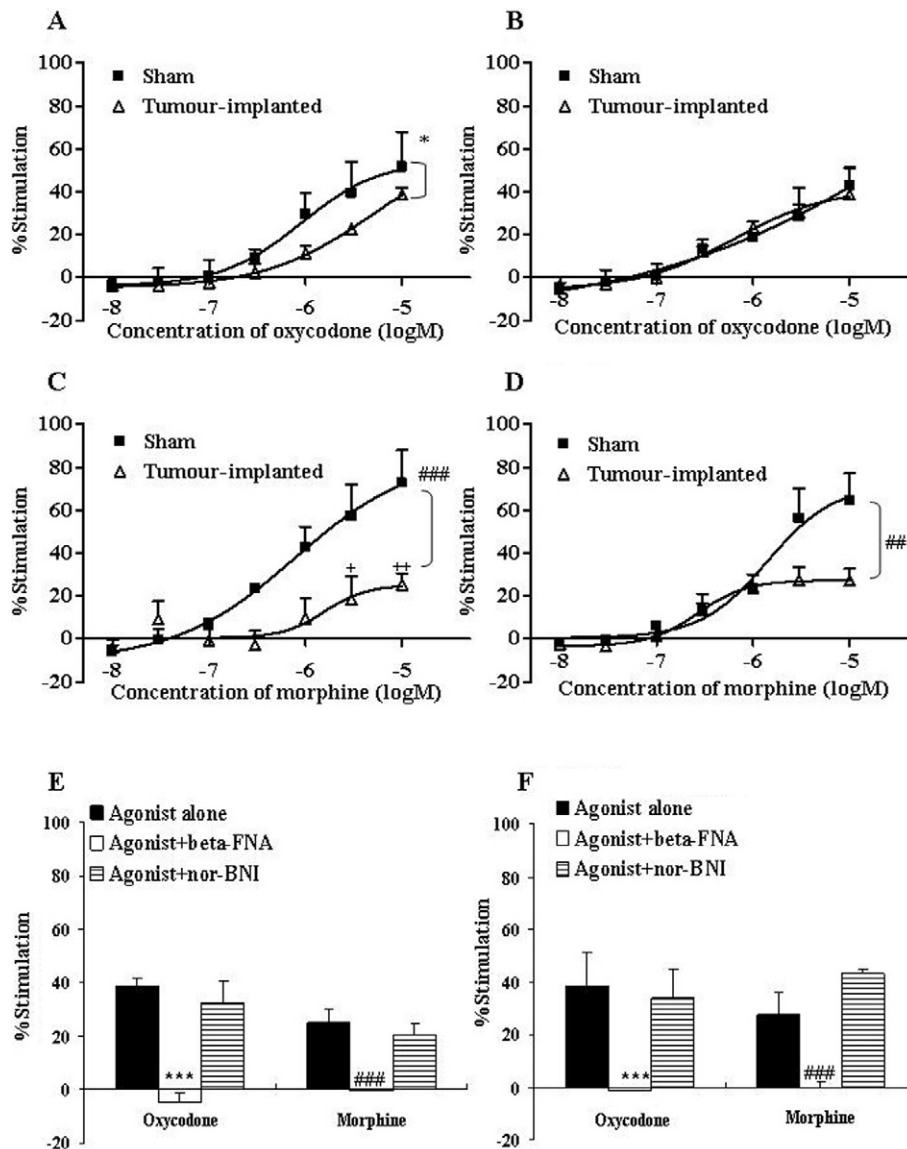 A
100
80
60
40
20
0
-20
%Stimulation
Sham
Tumour-implanted
*
-8
-7
-6
-5
Concentration of oxycodone (logM)
B
100
80
60
40
20
0
-20
%Stimulation
Sham
Tumour-implanted
-8
-7
-6
-5
Concentration of oxycodone (logM)
C
100
80
60
40
20
0
-20
%Stimulation
Sham
Tumour-implanted
###
+
++
-8
-7
-6
-5
Concentration of morphine (logM)
D
100
80
60
40
20
0
-20
%Stimulation
Sham
Tumour-implanted
##
-8
-7
-6
-5
Concentration of morphine (logM)
E
Agonist alone
Agonist+beta-FNA
Agonist+nor-BNI
100
80
60
40
20
0
-20
%Stimulation
***
###
Oxycodone
Morphine
F
Agonist alone
Agonist+beta-FNA
Agonist+nor-BNI
100
80
60
40
20
0
-20
%Stimulation
***
###
Oxycodone
Morphine